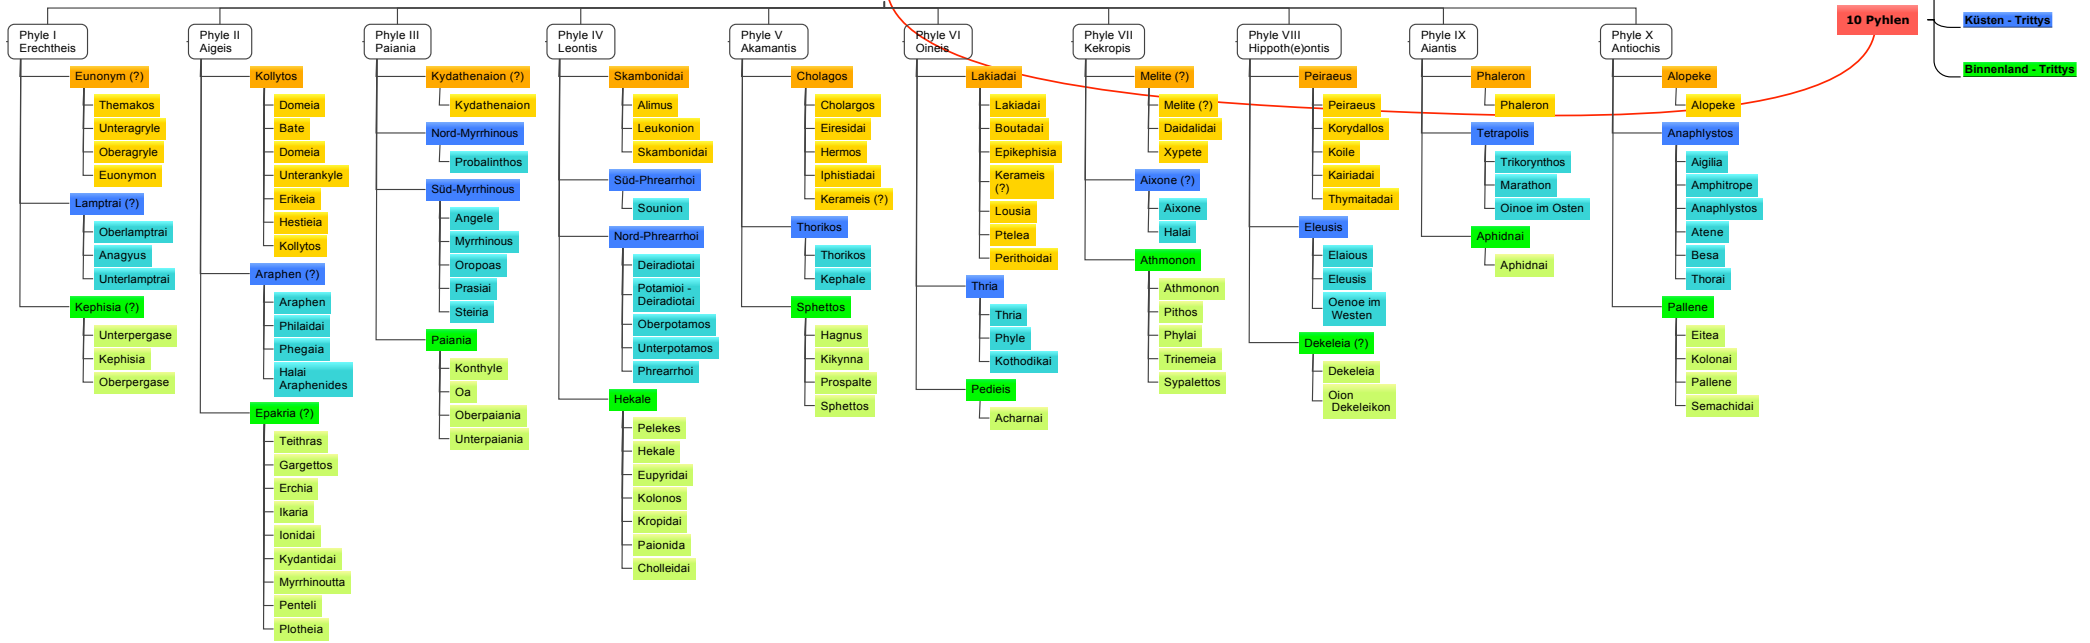 Phyle I
Erechtheis
Eunonym (?)
Themakos
Unteragryle
Oberagryle
Euonymon
Lamptrai (?)
Oberlamptrai
Anagyus
Unterlamptrai
Kephisia (?)
Unterpergase
Kephisia
Oberpergase
Phyle II
Aigeis
Kollytos
Domeia
Bate
Domeia
Unterankyle
Erikeia
Hestieia
Kollytos
Araphen (?)
Araphen
Philaidai
Phegaia
Halai
Araphenides
Epakria (?)
Teithras
Gargettos
Erchia
Ikaria
Ionidai
Kydantidai
Myrrhinoutta
Penteli
Plotheia
Phyle III
Paiania
Kydathenaion (?)
Kydathenaion
Nord-Myrrhinous
Probalinthos
Süd-Myrrhinous
Angele
Myrrhinous
Oropoas
Prasiai
Steiria
Paiania
Konthyle
Oa
Oberpaiania
Unterpaiania
Phyle IV
Leontis
Skambonidai
Alimus
Leukonion
Skambonidai
Süd-Phrearrhoi
Sounion
Nord-Phrearrhoi
Deiradiotai
Potamioi -
Deiradiotai
Oberpotamos
Unterpotamos
Phrearrhoi
Hekale
Pelekes
Hekale
Eupyridai
Kolonos
Kropidai
Paionida
Cholleidai
Phyle V
Akamantis
Cholagos
Cholargos
Eiresidai
Hermos
Iphistiadai
Kerameis (?)
Thorikos
Thorikos
Kephale
Sphettos
Hagnus
Kikynna
Prospalte
Sphettos
Phyle VI
Oineis
Lakiadai
Lakiadai
Boutadai
Epikephisia
Kerameis
(?)
Lousia
Ptelea
Perithoidai
Thria
Thria
Phyle
Kothodikai
Pedieis
Acharnai
Phyle VII
Kekropis
Melite (?)
Melite (?)
Daidalidai
Xypete
Aixone (?)
Aixone
Halai
Athmonon
Athmonon
Pithos
Phylai
Trinemeia
Sypalettos
Phyle VIII
Hippoth(e)ontis
Peiraeus
Peiraeus
Korydallos
Koile
Kairiadai
Thymaitadai
Eleusis
Elaious
Eleusis
Oenoe im
Westen
Dekeleia (?)
Dekeleia
Oion
Dekeleikon
Phyle IX
Aiantis
Phaleron
Phaleron
Tetrapolis
Trikorynthos
Marathon
Oinoe im Osten
Aphidnai
Aphidnai
Phyle X
Antiochis
Alopeke
Alopeke
Anaphlystos
Aigilia
Amphitrope
Anaphlystos
Atene
Besa
Thorai
Pallene
Eitea
Kolonai
Pallene
Semachidai
10 Pyhlen
Küsten - Trittys
Binnenland - Trittys